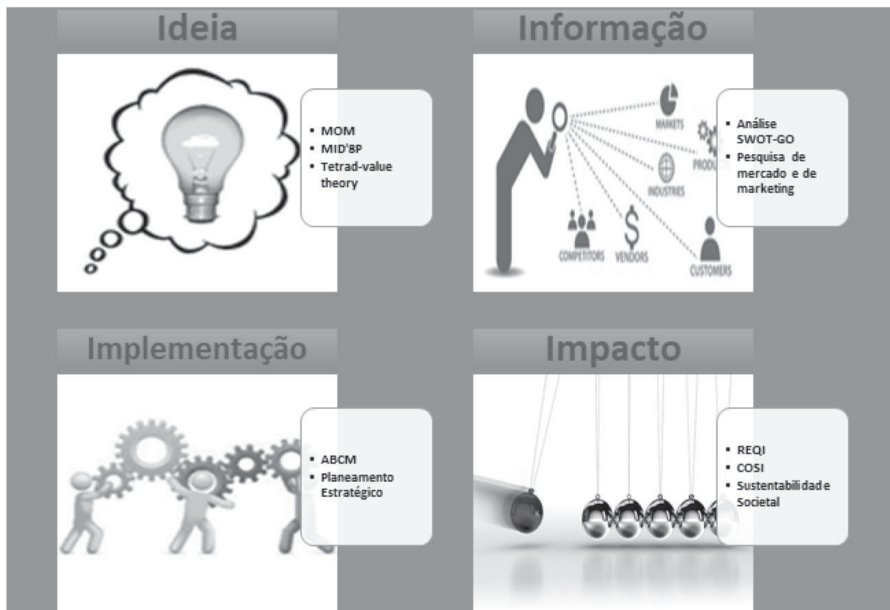 Ideia
MOM
MID'8P
Tetrad-value
theory
Informação
MARKETS
INDUSTRIES
COMPETITORS
VENDORS
CUSTOMERS
Análise
SWOT-GO
Pesquisa de
mercado e de
marketing
Implementação
ABCM
Planeamento
Estratégico
Impacto
REQI
COSI
Sustentabilidade
Societal